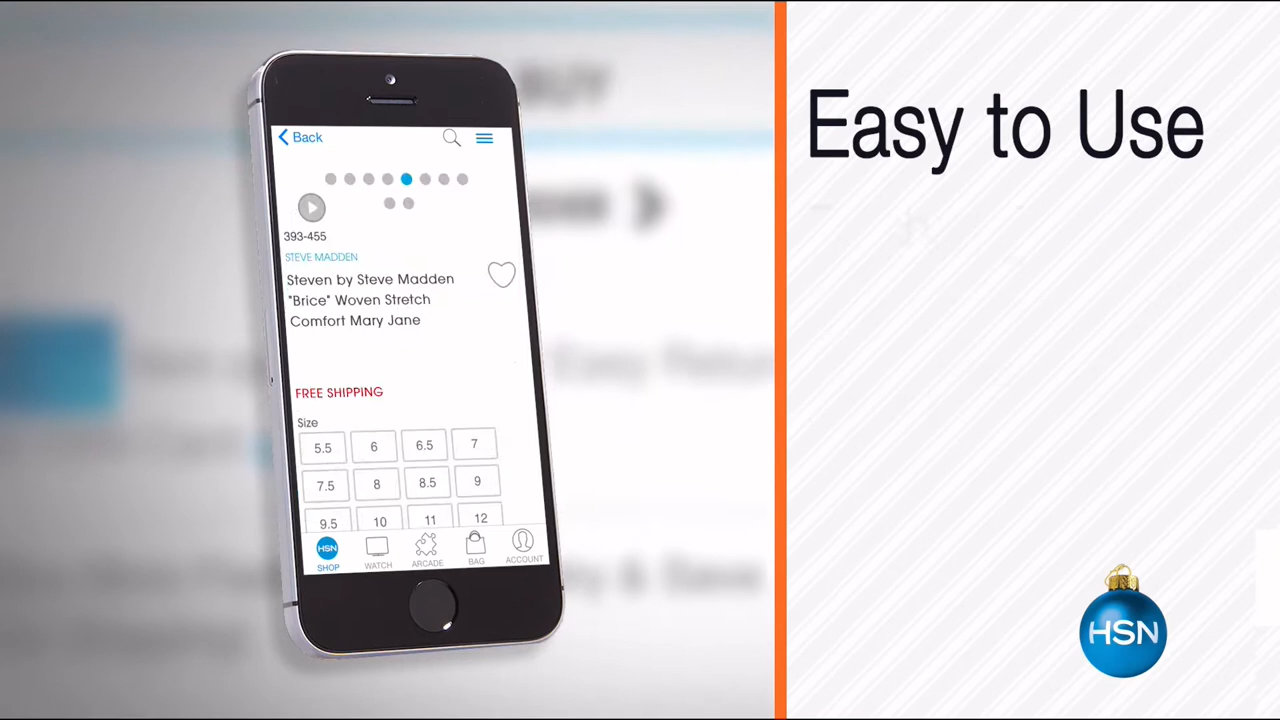 Back
393-455
STEVE MADDEN
Steven by Steve Madden
"Brice" Woven Stretch
Comfort Mary Jane
FREE SHIPPING
Size
5.5 6 6.5 7
7.5 8 8.5 9
9.5 10 11 12
HSN
SHOP WATCH ARCADE BAG ACCOUNT
BUY
Easy to Use
HSN